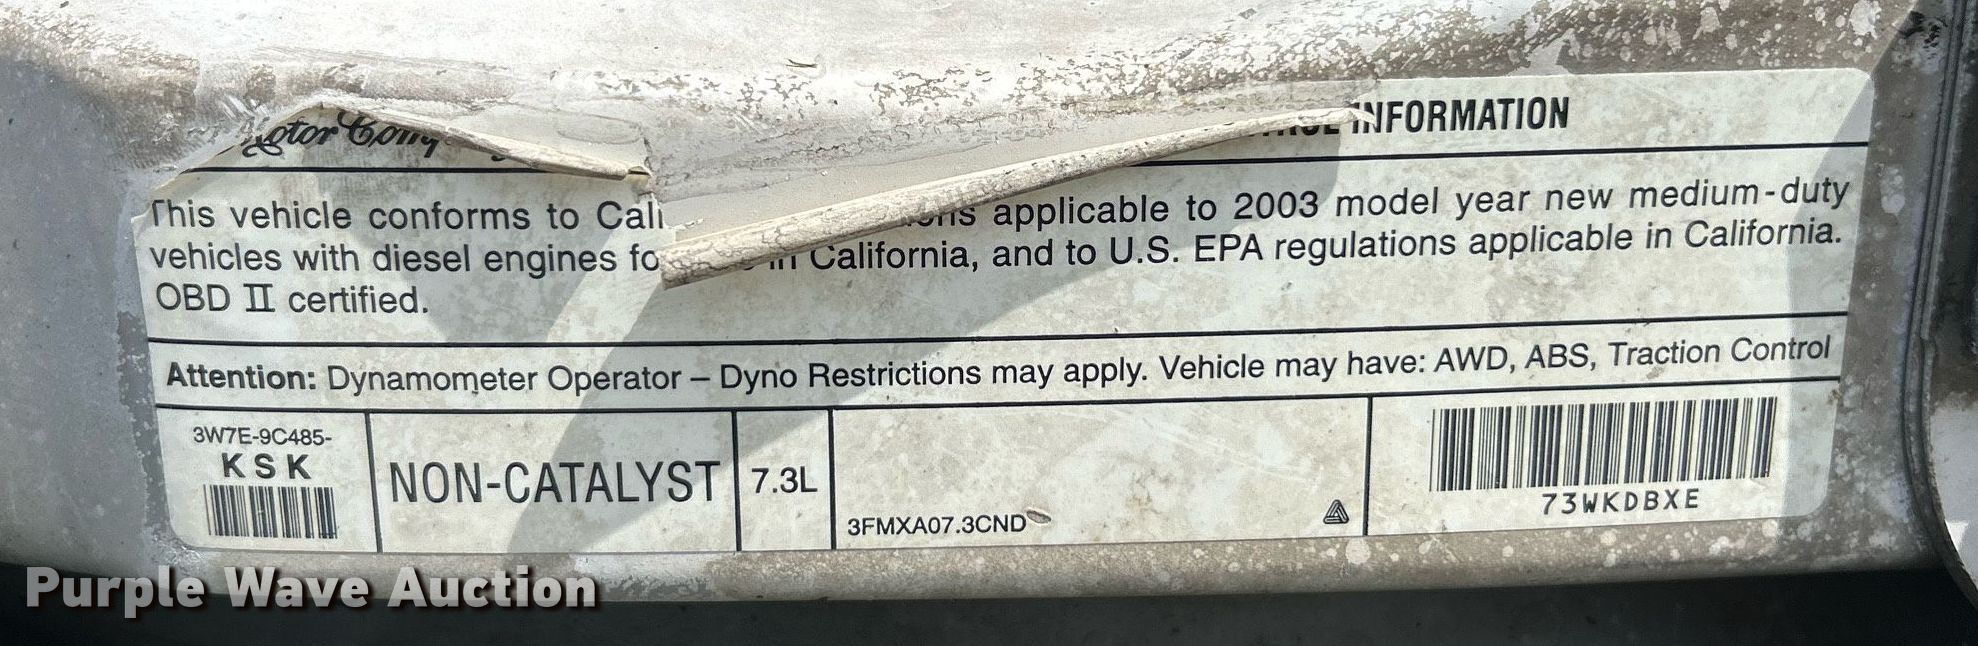 Motor Com
INFORMATION
This vehicle conforms to Cali applicable to 2003 model year new medium-duty
vehicles with diesel engines fo in California, and to U.S. EPA regulations applicable in California.
OBD II certified.
Attention: Dynamometer Operator – Dyno Restrictions may apply. Vehicle may have: AWD, ABS, Traction Control
3W7E-9C485-
KSK
NON-CATALYST
7.3L
3FMXA07.3CND
73WKDBXE
Purple Wave Auction